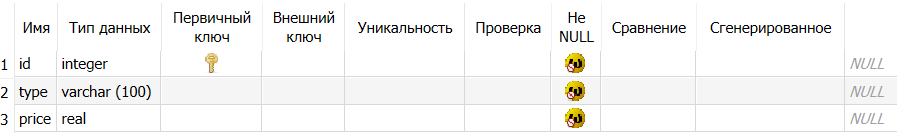 Имя Тип данных Первичный ключ Внешний ключ Уникальность Проверка Не NULL Сравнение Сгенерированное
1 id integer NULL
2 type varchar (100) NULL
3 price real NULL